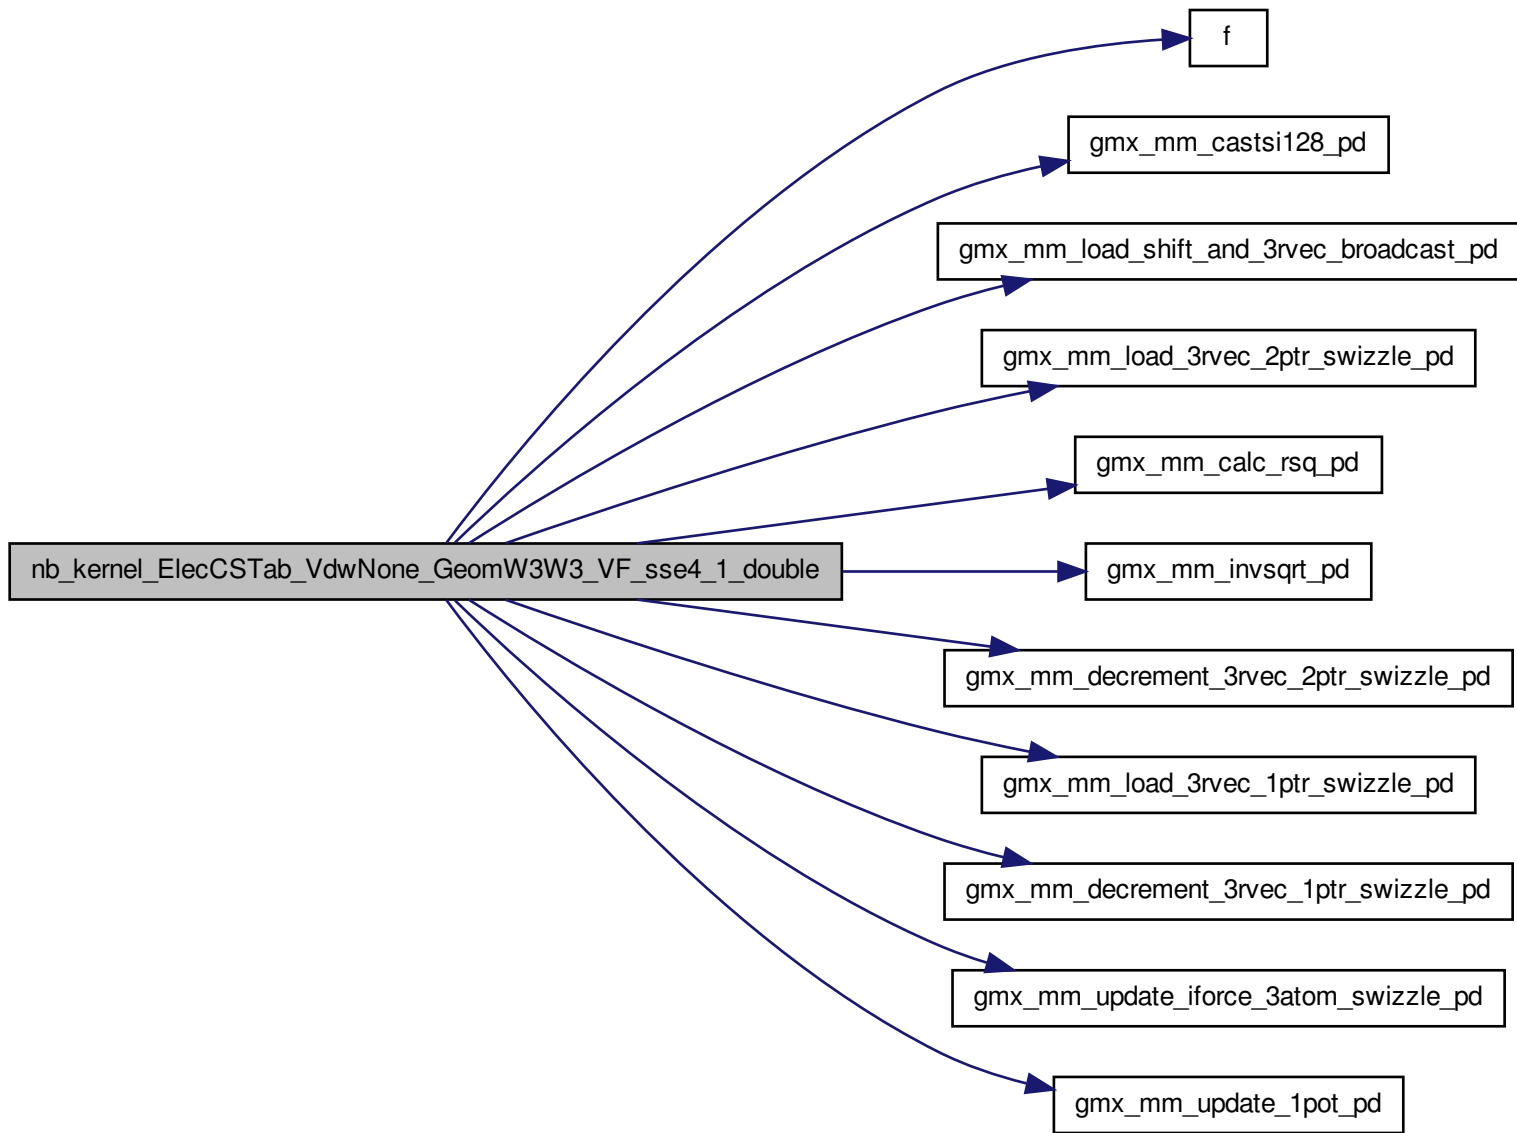 f
gmx_mm_castsi128_pd
gmx_mm_load_shift_and_3rvec_broadcast_pd
gmx_mm_load_3rvec_2ptr_swizzle_pd
gmx_mm_calc_rsq_pd
nb_kernel_ElecCSTab_VdwNone_GeomW3W3_VF_sse4_1_double
gmx_mm_invsqrt_pd
gmx_mm_decrement_3rvec_2ptr_swizzle_pd
gmx_mm_load_3rvec_1ptr_swizzle_pd
gmx_mm_decrement_3rvec_1ptr_swizzle_pd
gmx_mm_update_iforce_3atom_swizzle_pd
gmx_mm_update_1pot_pd